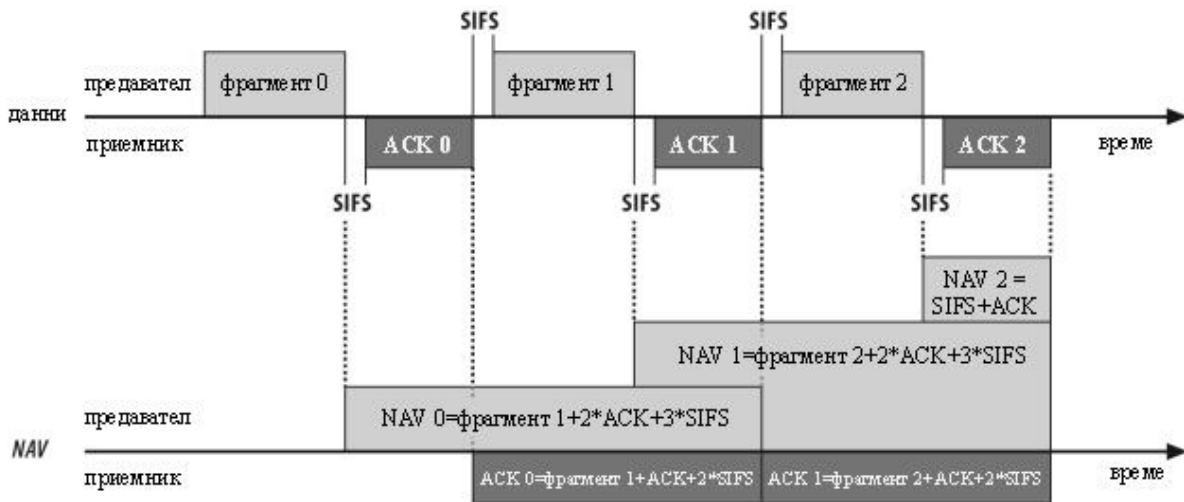 SIFS SIFS
предавател фрагмент 0 фрагмент 1 фрагмент 2
данни
приемник ACK 0 ACK 1 ACK 2 време
SIFS SIFS SIFS
NAV 2 =
SIFS+ACK
NAV 1=фрагмент 2+2*ACK+3*SIFS
предавател NAV 0=фрагмент 1+2*ACK+3*SIFS
NAV
приемник ACK 0=фрагмент 1+ACK+2*SIFS ACK 1=фрагмент 2+ACK+2*SIFS време